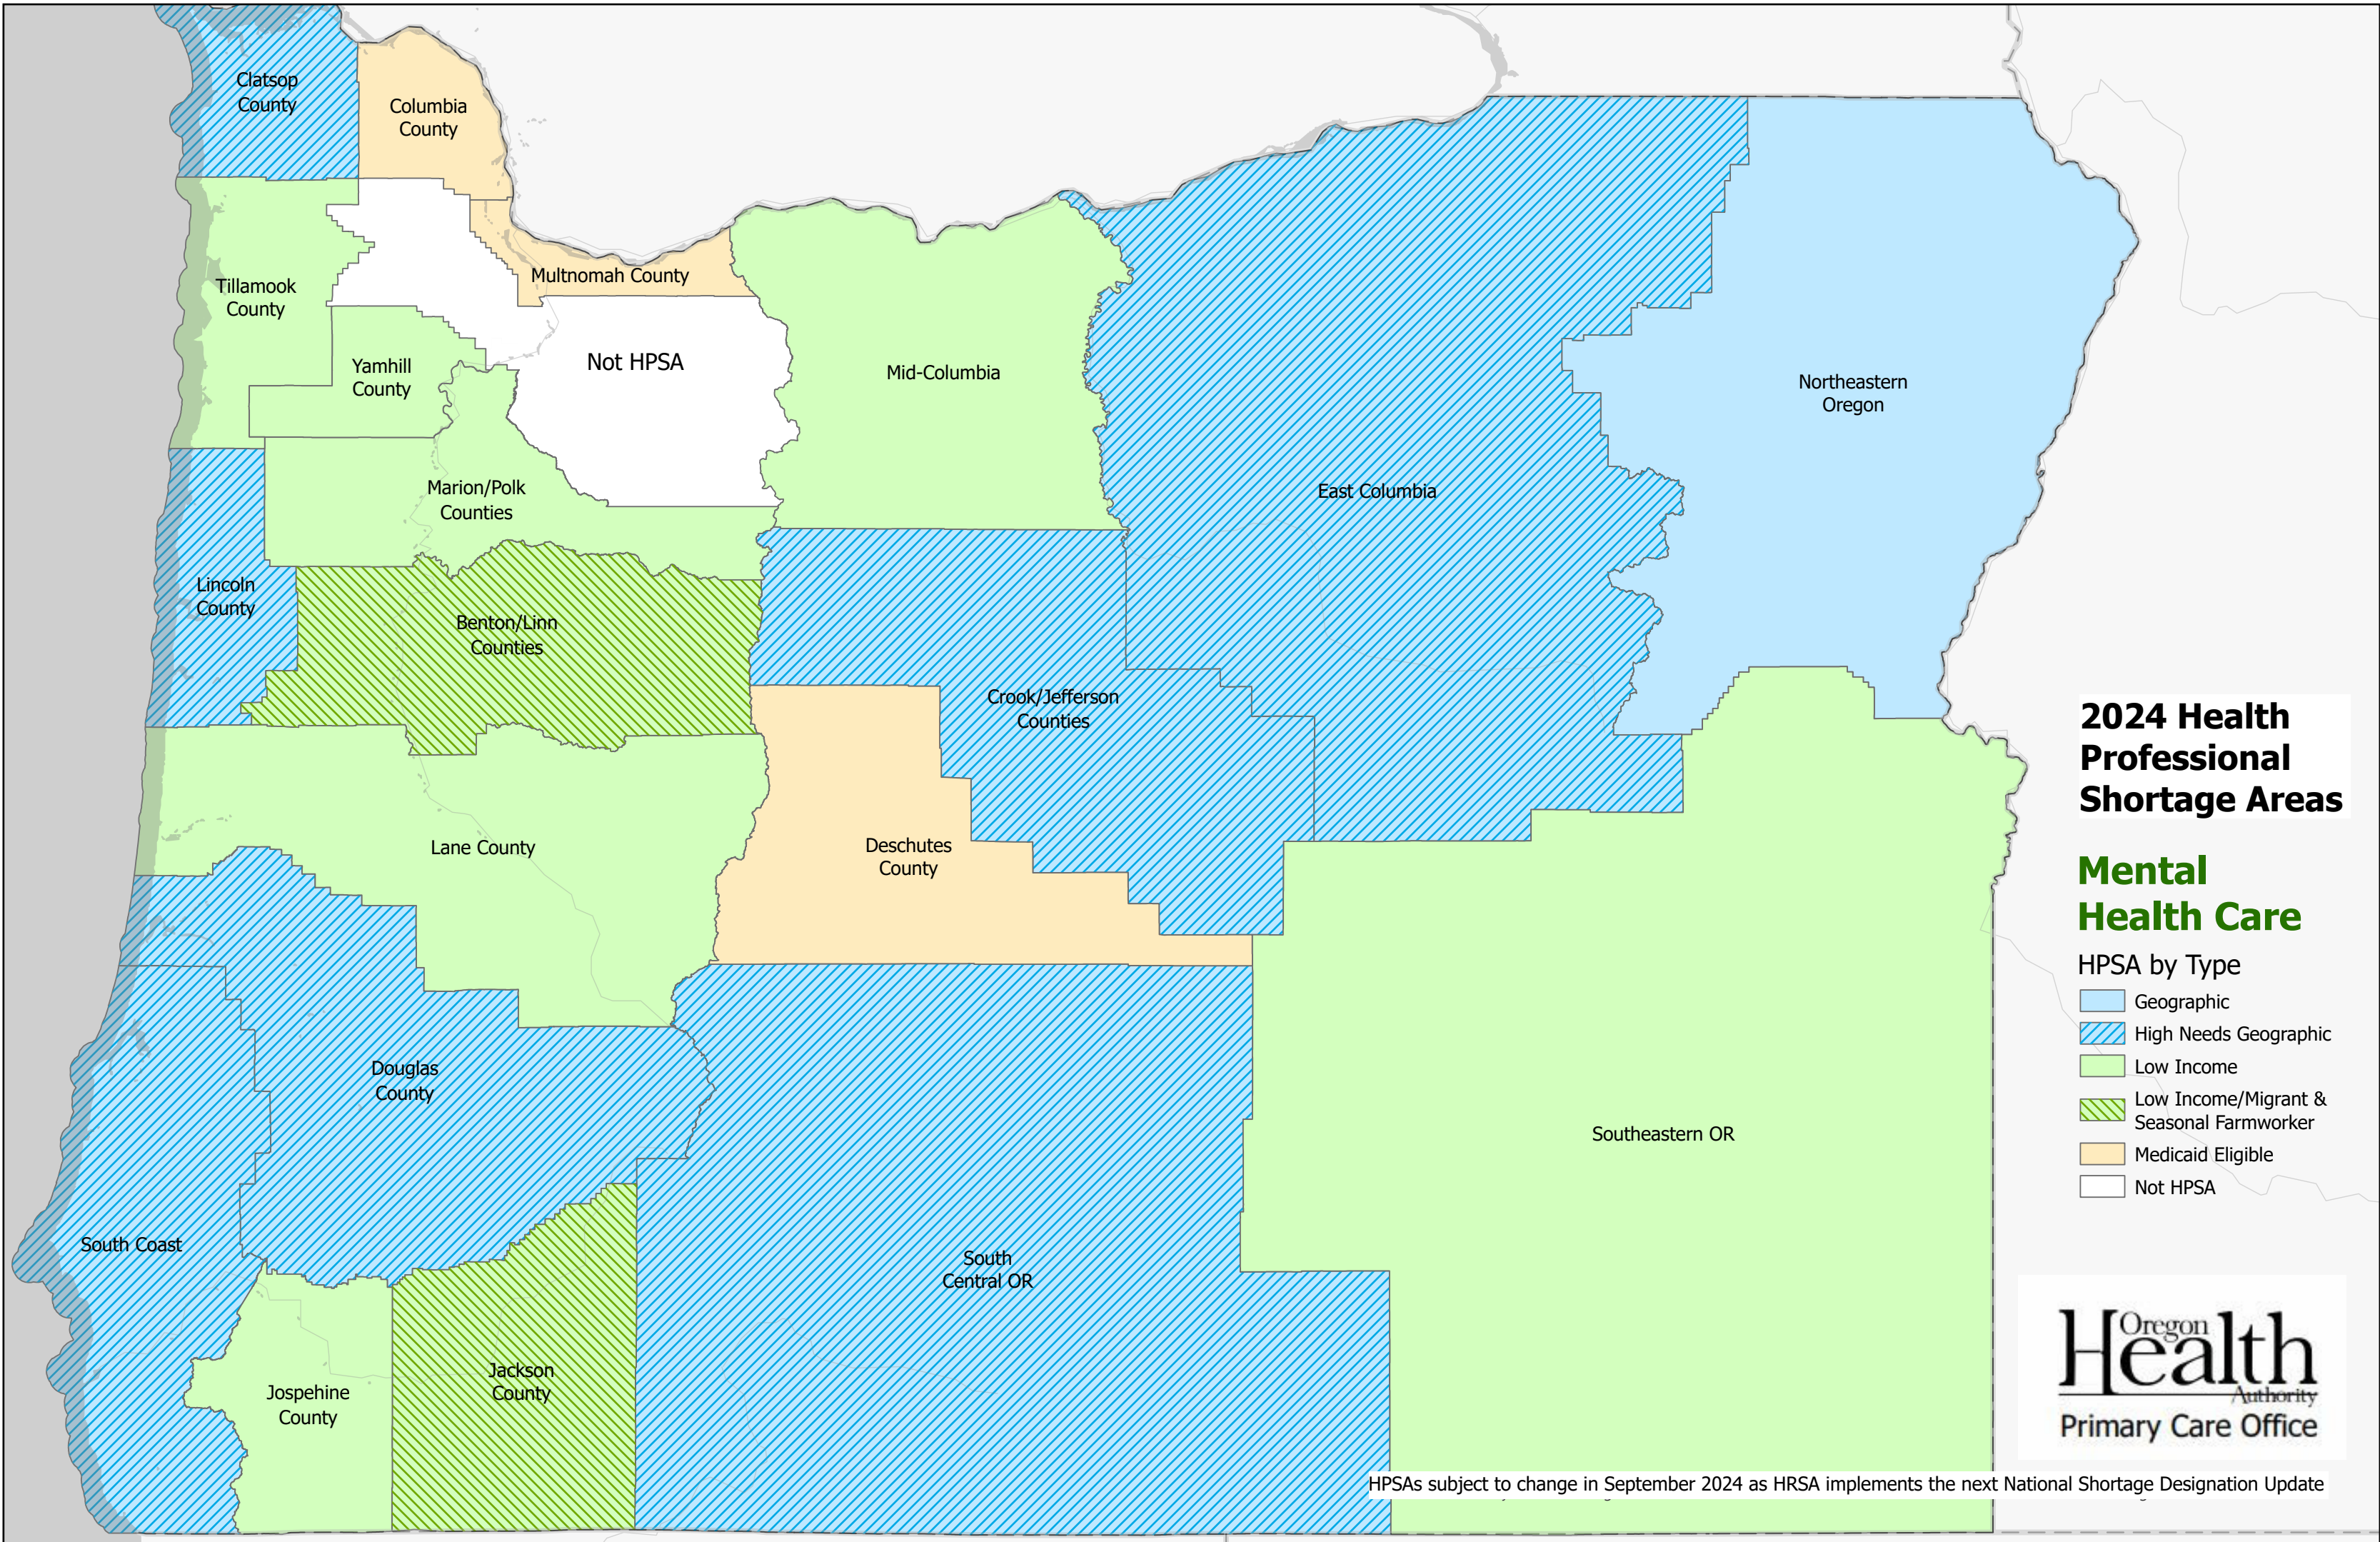 Clatsop
County
Columbia
County
Multnomah County
Tillamook
County
Not HPSA
Yamhill
County
Mid-Columbia
Northeastern
Oregon
Marion/Polk
Counties
East Columbia
Lincoln
County
Benton/Linn
Counties
Crook/Jefferson
Counties
Lane County
Deschutes
County
Douglas
County
Southeastern OR
South Coast
South
Central OR
Jospehine
County
Jackson
County
2024 Health
Professional
Shortage Areas
Mental
Health Care
HPSA by Type
Geographic
High Needs Geographic
Low Income
Low Income/Migrant &
Seasonal Farmworker
Medicaid Eligible
Not HPSA
Oregon
Health
Authority
Primary Care Office
HPSAs subject to change in September 2024 as HRSA implements the next National Shortage Designation Update